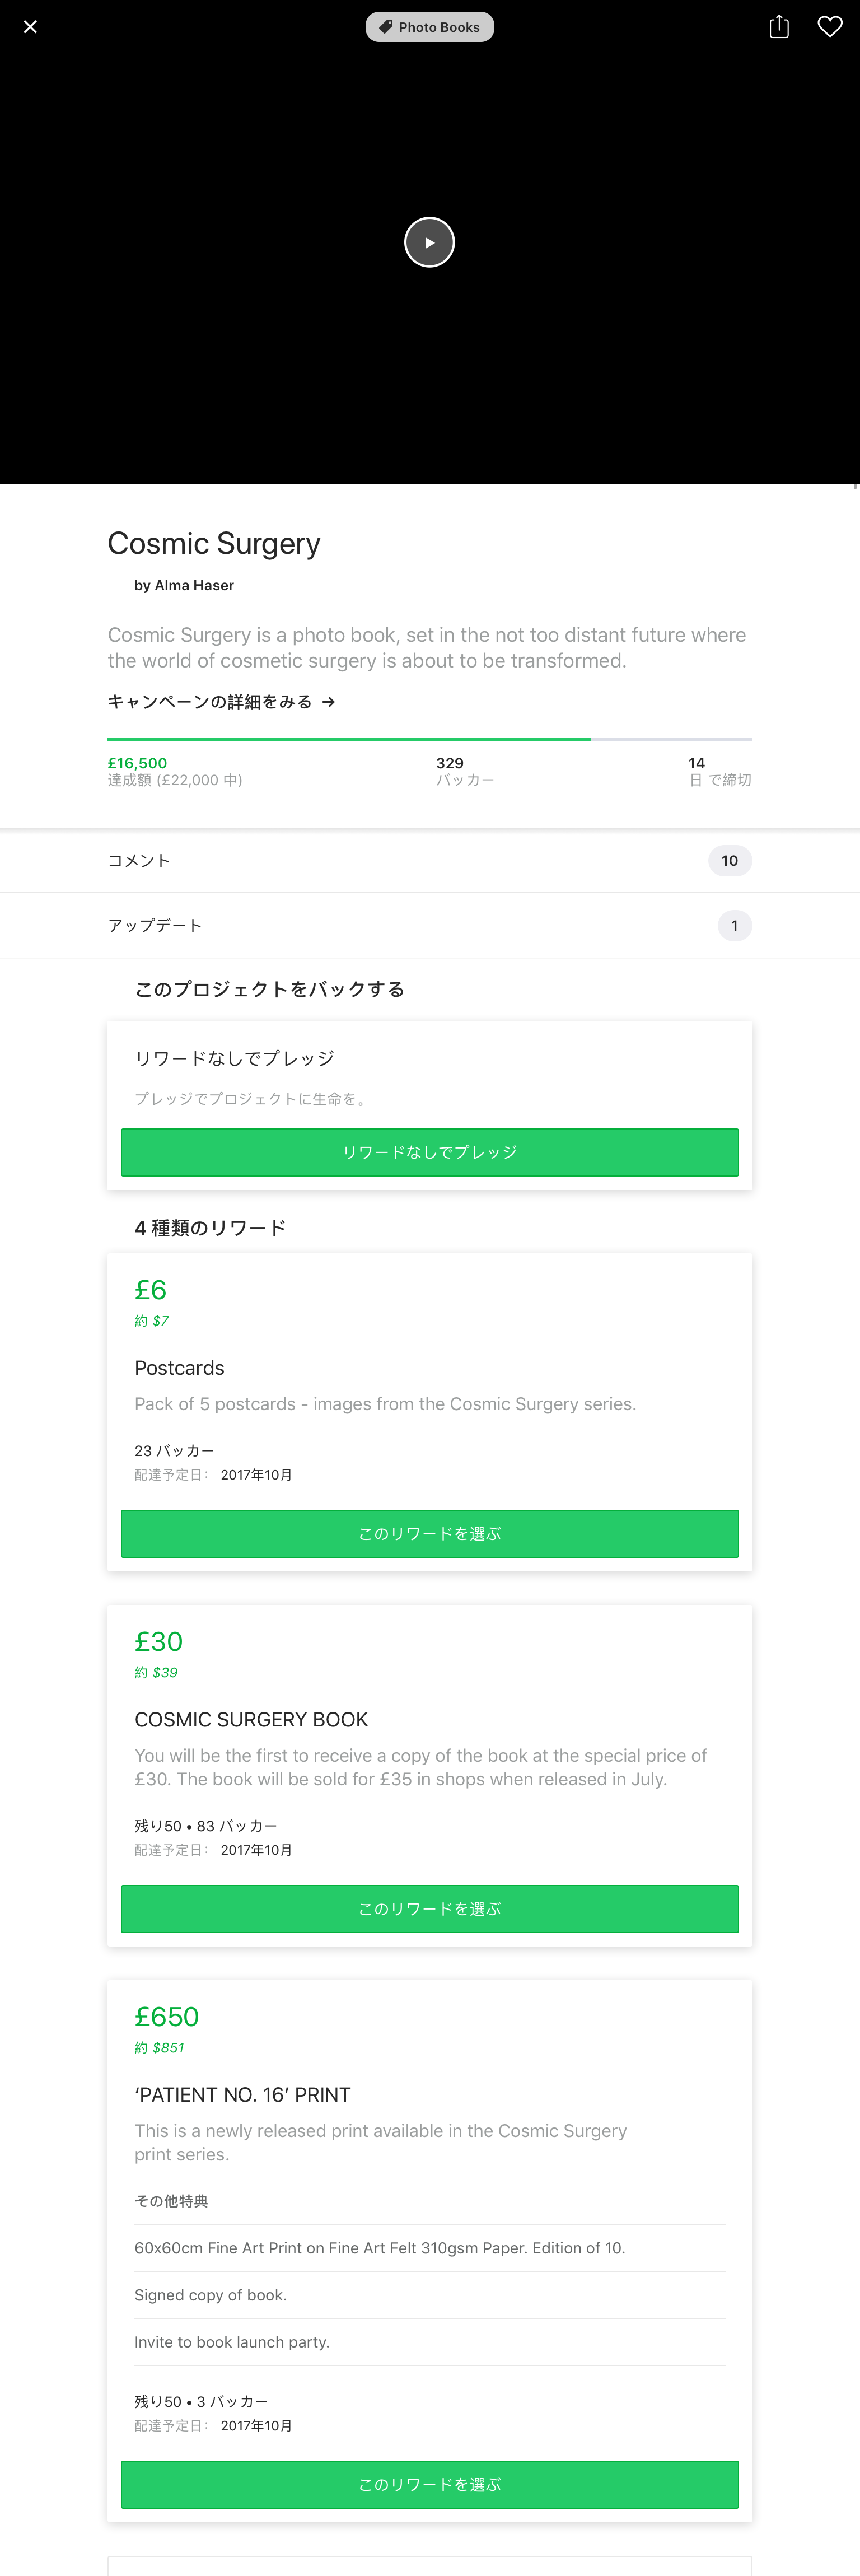 Photo Books
Cosmic Surgery
by Alma Haser
Cosmic Surgery is a photo book, set in the not too distant future where
the world of cosmetic surgery is about to be transformed.
キャンペーンの詳細をみる →
£16,500
達成額 (£22,000 中)
329
バッカー
14
日 で締切
コメント
10
アップデート
1
このプロジェクトをバックする
リワードなしでプレッジ
プレッジでプロジェクトに生命を。
リワードなしでプレッジ
4 種類のリワード
£6
約 $7
Postcards
Pack of 5 postcards - images from the Cosmic Surgery series.
23 バッカー
配達予定日： 2017年10月
このリワードを選ぶ
£30
約 $39
COSMIC SURGERY BOOK
You will be the first to receive a copy of the book at the special price of
£30. The book will be sold for £35 in shops when released in July.
残り50 • 83 バッカー
配達予定日： 2017年10月
このリワードを選ぶ
£650
約 $851
‘PATIENT NO. 16’ PRINT
This is a newly released print available in the Cosmic Surgery
print series.
その他特典
60x60cm Fine Art Print on Fine Art Felt 310gsm Paper. Edition of 10.
Signed copy of book.
Invite to book launch party.
残り50 • 3 バッカー
配達予定日： 2017年10月
このリワードを選ぶ